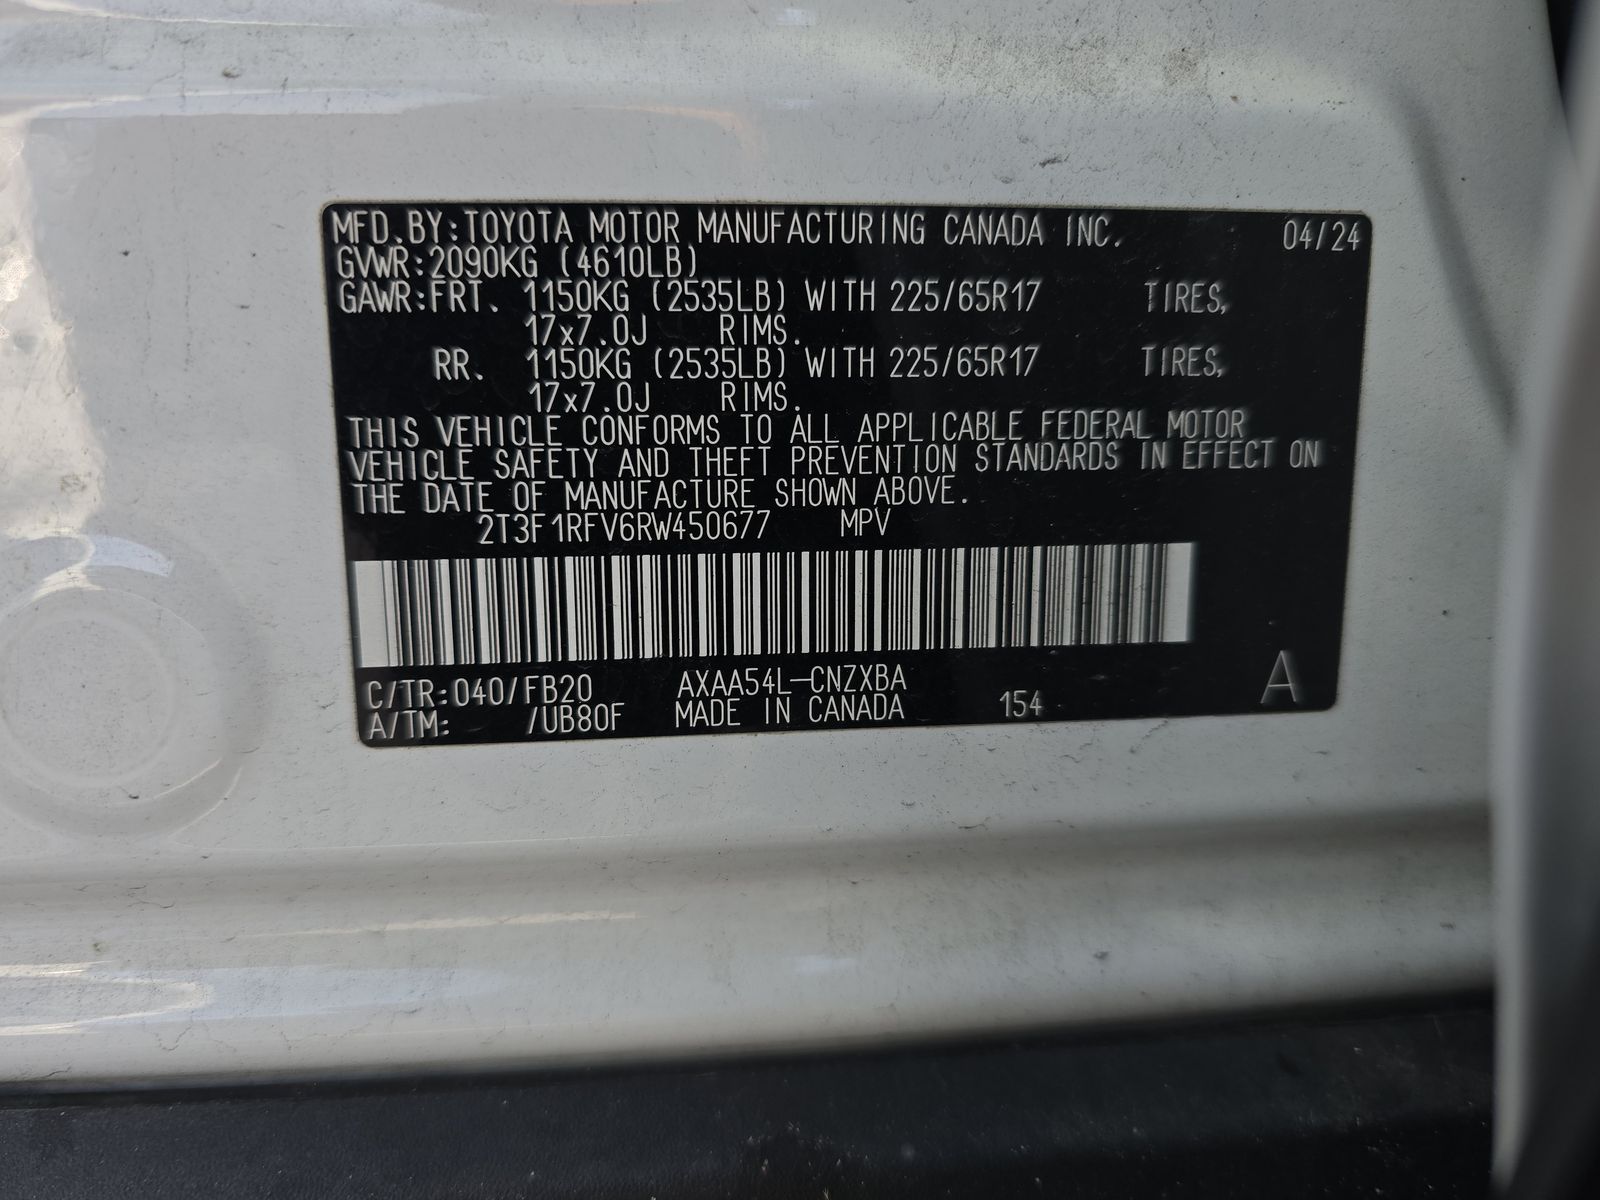 MFD.BY:TOYOTA MOTOR MANUFACTURING CANADA INC. 04/24
GVWR:2090KG (4610LB)
GAWR:FRT. 1150KG (2535LB) WITH 225/65R17 TIRES,
17x7.0J RIMS.
RR. 1150KG (2535LB) WITH 225/65R17 TIRES,
17x7.0J RIMS.
THIS VEHICLE CONFORMS TO ALL APPLICABLE FEDERAL MOTOR
VEHICLE SAFETY AND THEFT PREVENTION STANDARDS IN EFFECT ON
THE DATE OF MANUFACTURE SHOWN ABOVE.
2T3F1RFV6RW450677 MPV
C/TR:040/FB20 AXAA54L-CNZXBA
A/TM: /UB80F MADE IN CANADA 154 A